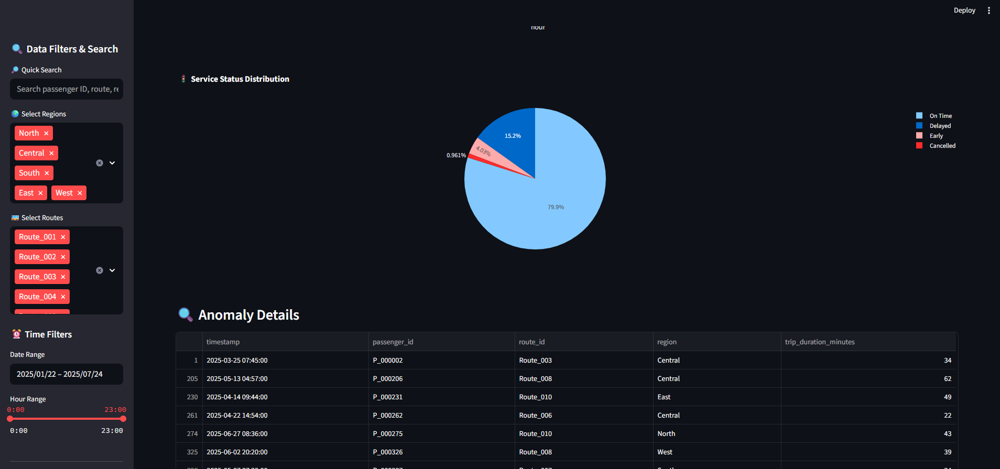 Deploy
hour
Data Filters & Search
Quick Search
Search passenger ID, route, re
Select Regions
North ×
Central ×
South ×
East × West ×
Select Routes
Route_001 ×
Route_002 ×
Route_003 ×
Route_004 ×
Time Filters
Date Range
2025/01/22 – 2025/07/24
Hour Range
0:00 23:00
0:00 23:00
Service Status Distribution
15.2%
4.03%
0.961%
79.9%
On Time
Delayed
Early
Cancelled
Anomaly Details
timestamp passenger_id route_id region trip_duration_minutes
1 2025-03-25 07:45:00 P_000002 Route_003 Central 34
205 2025-05-13 04:57:00 P_000206 Route_008 Central 62
230 2025-04-14 09:44:00 P_000231 Route_010 East 49
261 2025-04-22 14:54:00 P_000262 Route_006 Central 22
274 2025-06-27 08:36:00 P_000275 Route_010 North 43
325 2025-06-02 20:20:00 P_000326 Route_008 West 39